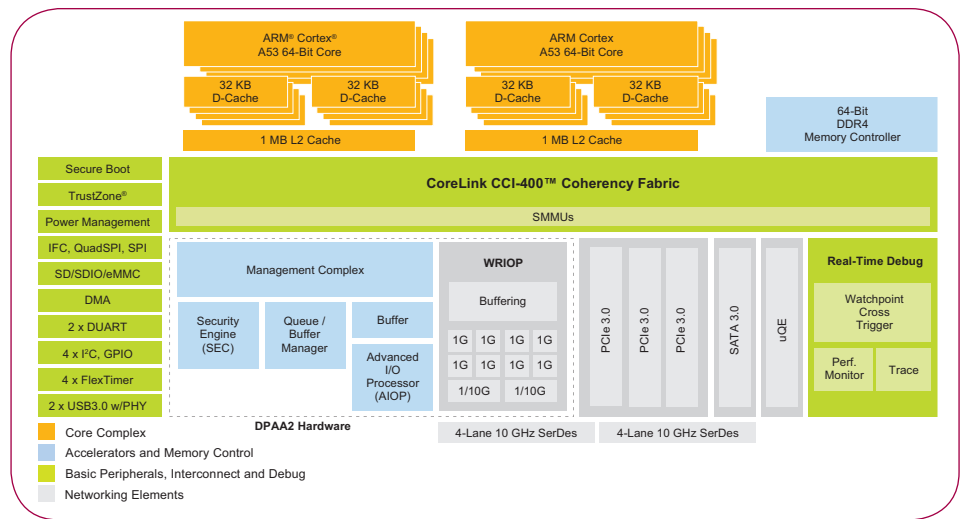 ARM® Cortex®
A53 64-Bit Core
32 KB
D-Cache
32 KB
D-Cache
1 MB L2 Cache
ARM Cortex
A53 64-Bit Core
32 KB
D-Cache
32 KB
D-Cache
1 MB L2 Cache
64-Bit
DDR4
Memory Controller
Secure Boot
TrustZone®
Power Management
IFC, QuadSPI, SPI
SD/SDIO/eMMC
DMA
2 x DUART
4 x I²C, GPIO
4 x FlexTimer
2 x USB3.0 w/PHY
CoreLink CCI-400™ Coherency Fabric
SMMUs
Management Complex
Security
Engine
(SEC)
Queue /
Buffer
Manager
Buffer
Advanced
I/O
Processor
(AIOP)
WRIOP
Buffering
1G 1G 1G 1G
1G 1G 1G 1G
1/10G 1/10G
DPAA2 Hardware
PCIe 3.0
PCIe 3.0
PCIe 3.0
SATA 3.0
uQE
Real-Time Debug
Watchpoint
Cross
Trigger
Perf.
Monitor
Trace
4-Lane 10 GHz SerDes
4-Lane 10 GHz SerDes
Core Complex
Accelerators and Memory Control
Basic Peripherals, Interconnect and Debug
Networking Elements